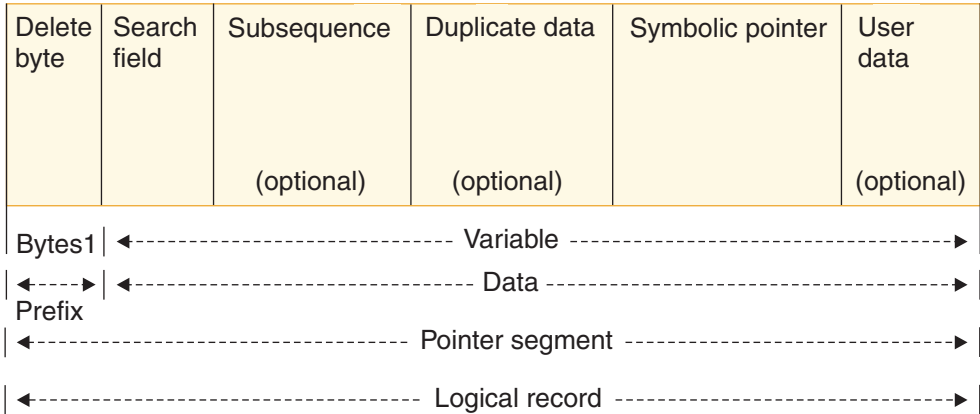 Delete byte
Search field
Subsequence (optional)
Duplicate data (optional)
Symbolic pointer
User data (optional)
Bytes1
Variable
Data
Prefix
Pointer segment
Logical record